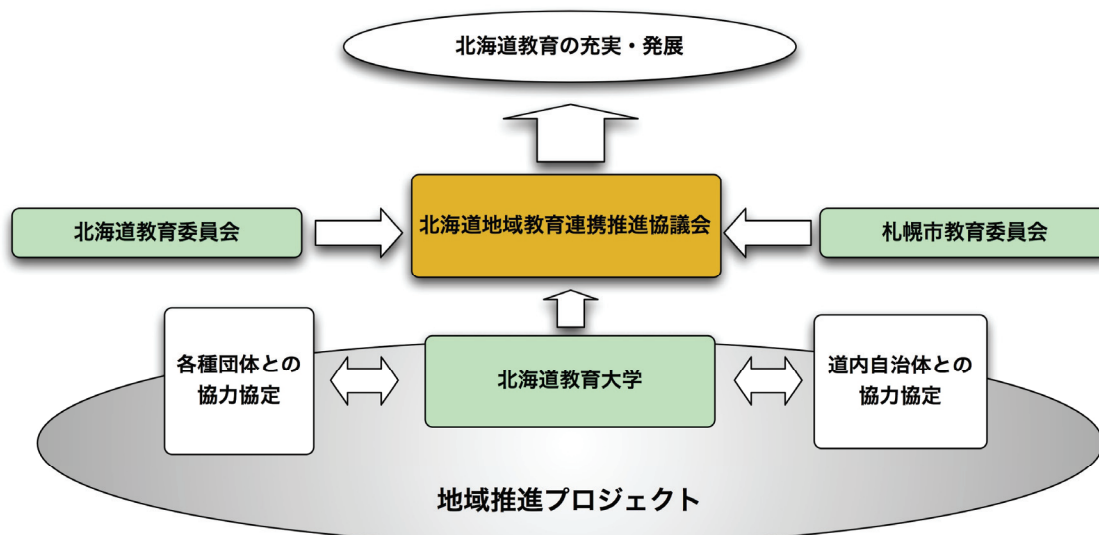 北海道教育の充実・発展
北海道教育委員会
北海道地域教育連携推進協議会
札幌市教育委員会
各種団体との
協力協定
北海道教育大学
道内自治体との
協力協定
地域推進プロジェクト